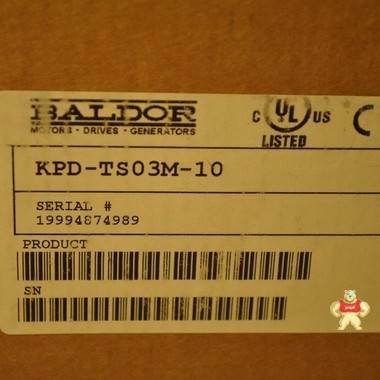 BALDOR
MOTORS - DRIVES - GENERATORS
C UL US
LISTED
KPD-TS03M-10
SERIAL #
19994874989
PRODUCT
SN